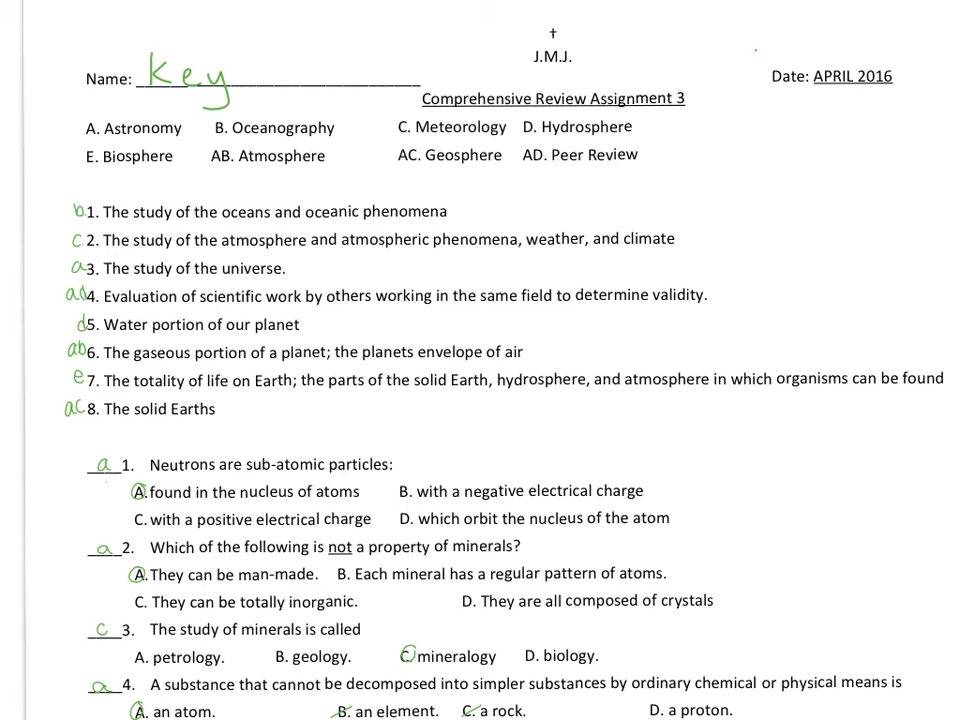 †
J.M.J.
Name: Key Date: APRIL 2016
Comprehensive Review Assignment 3
A. Astronomy B. Oceanography C. Meteorology D. Hydrosphere
E. Biosphere AB. Atmosphere AC. Geosphere AD. Peer Review
b 1. The study of the oceans and oceanic phenomena
c 2. The study of the atmosphere and atmospheric phenomena, weather, and climate
a 3. The study of the universe.
ad 4. Evaluation of scientific work by others working in the same field to determine validity.
d 5. Water portion of our planet
ab 6. The gaseous portion of a planet; the planets envelope of air
e 7. The totality of life on Earth; the parts of the solid Earth, hydrosphere, and atmosphere in which organisms can be found
ac 8. The solid Earths
a 1. Neutrons are sub-atomic particles:
A. found in the nucleus of atoms B. with a negative electrical charge
C. with a positive electrical charge D. which orbit the nucleus of the atom
a 2. Which of the following is not a property of minerals?
A. They can be man-made. B. Each mineral has a regular pattern of atoms.
C. They can be totally inorganic. D. They are all composed of crystals
c 3. The study of minerals is called
A. petrology. B. geology. C. mineralogy D. biology.
a 4. A substance that cannot be decomposed into simpler substances by ordinary chemical or physical means is
A. an atom. B. an element. C. a rock. D. a proton.